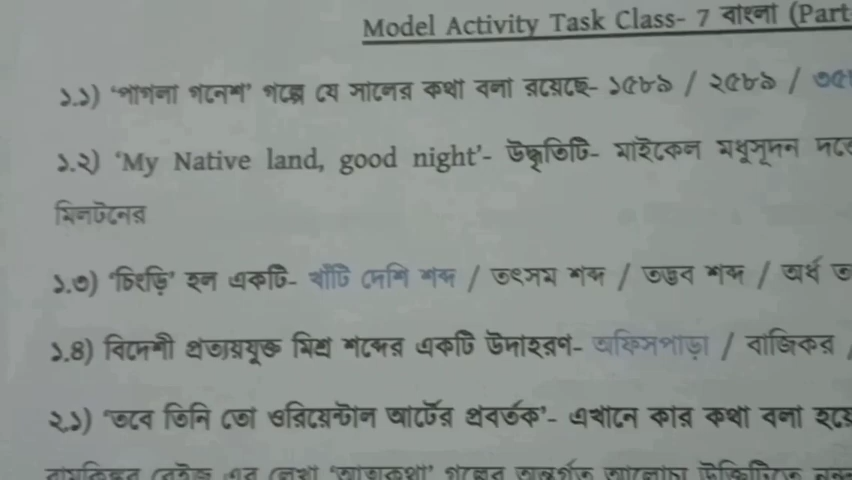 Model Activity Task Class- 7 বাংলা (Part
১.১) ‘পাগলা গনেশ’ গল্পে যে সালের কথা বলা রয়েছে- ১৫৮৯ / ২৫৮৯ / ৩৫
১.২) ‘My Native land, good night’- উদ্ধৃতিটি- মাইকেল মধুসূদন
মিলটনের
১.৩) ‘চিংড়ি’ হল একটি- খাঁটি দেশি শব্দ / তৎসম শব্দ / তদ্ভব শব্দ / অর্ধ ত
১.৪) বিদেশী প্রত্যয়যুক্ত মিশ্র শব্দের একটি উদাহরণ- অফিসপাড়া / বাজিকর /
২.১) ‘তবে তিনি তো ওরিয়েন্টাল আর্টের প্রবর্তক’- এখানে কার কথা বলা হয়ে